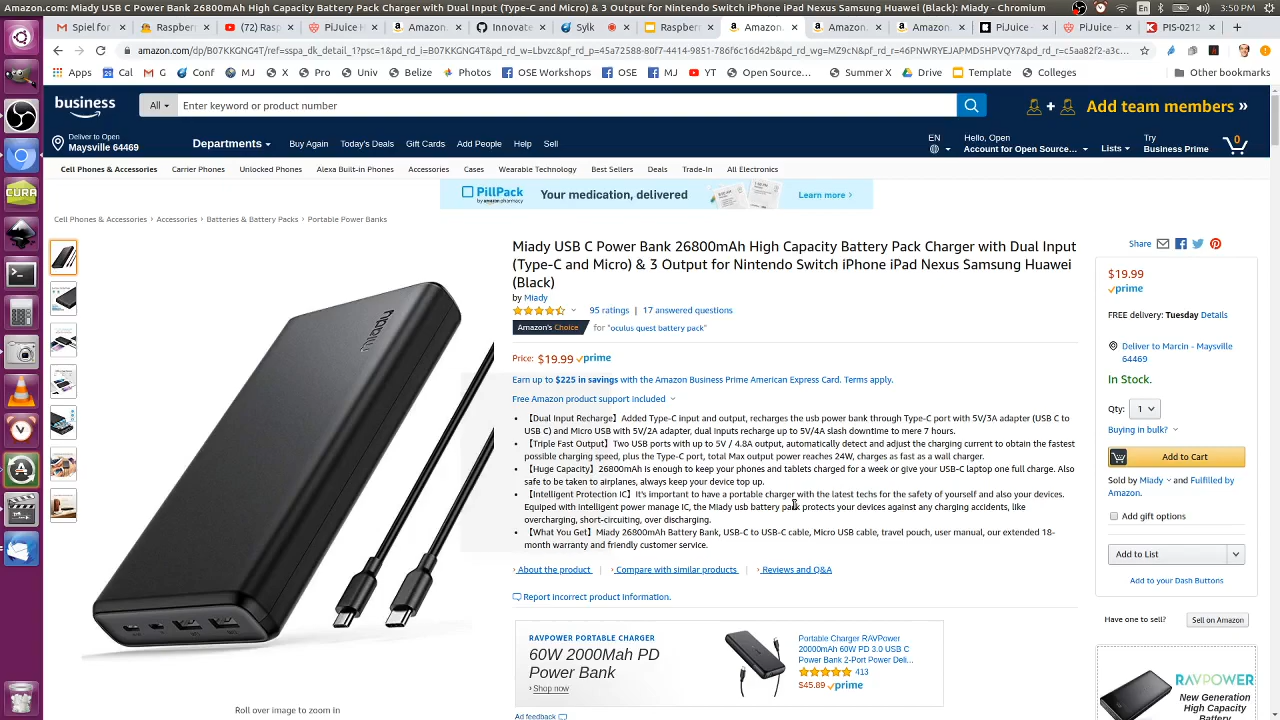 Amazon.com: Miady USB C Power Bank 26800mAh High Capacity Battery Pack Charger with Dual Input (Type-C and Micro) & 3 Output for Nintendo Switch iPhone iPad Nexus Samsung Huawei (Black): Miady - Chromium
En
3:50 PM
Spiel for
Raspberr
(72) Rasp
PiJuice H
Amazon
Amazon.
Innovate
Sylk
Raspberr
Amazon.
Amazon.
Amazon.
PiJuice -
PiJuice -
PIS-0212
amazon.com/dp/B07KKGNG4T/ref=sspa_dk_detail_1?psc=1&pd_rd_i=B07KKGNG4T&pd_rd_w=Lbvzc&pf_rd_p=45a72588-80f7-4414-9851-786f6c16d42b&pd_rd_wg=MZ9cN&pf_rd_r=46PNWRYEJAPMD5HPVQY7&pd_rd_r=c5aa82f2-a3c...
Apps
Cal
G
Conf
MJ
X
Pro
Univ
Belize
Photos
OSE Workshops
OSE
MJ
YT
Open Source...
Summer X
Drive
Template
Colleges
Other bookmarks
business
All
Enter keyword or product number
Add team members »
Deliver to Open
Maysville 64469
Departments
Buy Again
Today's Deals
Gift Cards
Add People
Help
Sell
EN
Hello, Open
Account for Open Source...
Lists
Try
Business Prime
0
Cell Phones & Accessories
Carrier Phones
Unlocked Phones
Alexa Built-in Phones
Accessories
Cases
Wearable Technology
Best Sellers
Deals
Trade-In
All Electronics
PillPack
by amazon pharmacy
Your medication, delivered
Learn more ›
Cell Phones & Accessories › Accessories › Batteries & Battery Packs › Portable Power Banks
Miady USB C Power Bank 26800mAh High Capacity Battery Pack Charger with Dual Input
(Type-C and Micro) & 3 Output for Nintendo Switch iPhone iPad Nexus Samsung Huawei
(Black)
by Miady
95 ratings | 17 answered questions
Amazon's Choice for "oculus quest battery pack"
Price: $19.99 prime
Earn up to $225 in savings with the Amazon Business Prime American Express Card. Terms apply.
Free Amazon product support included
• 【Dual Input Recharge】Added Type-C input and output, recharges the usb power bank through Type-C port with 5V/3A adapter (USB C to
USB C) and Micro USB with 5V/2A adapter, dual inputs recharge up to 5V/4A slash downtime to mere 7 hours.
• 【Triple Fast Output】Two USB ports with up to 5V / 4.8A output, automatically detect and adjust the charging current to obtain the fastest
possible charging speed, plus the Type-C port, total Max output power reaches 24W, charges as fast as a wall charger.
• 【Huge Capacity】26800mAh is enough to keep your phones and tablets charged for a week or give your USB-C laptop one full charge. Also
safe to be taken to airplanes, always keep your device top up.
• 【Intelligent Protection IC】It's important to have a portable charger with the latest techs for the safety of yourself and also your devices.
Equiped with intelligent power manage IC, the Miady usb battery pack protects your devices against any charging accidents, like
overcharging, short-circuiting, over discharging.
• 【What You Get】Miady 26800mAh Battery Bank, USB-C to USB-C cable, Micro USB cable, travel pouch, user manual, our extended 18-
month warranty and friendly customer service.
› About the product | › Compare with similar products | › Reviews and Q&A
Report incorrect product information.
RAVPOWER PORTABLE CHARGER
60W 2000Mah PD
Power Bank
› Shop now
Portable Charger RAVPower
20000mAh 60W PD 3.0 USB C
Power Bank 2-Port Power Deli...
413
$45.89 prime
Ad feedback
Roll over image to zoom in
Share
$19.99
prime
FREE delivery: Tuesday Details
Deliver to Marcin - Maysville
64469
In Stock.
Qty: 1
Buying in bulk?
Add to Cart
Sold by Miady and Fulfilled by
Amazon.
Add gift options
Add to List
Add to your Dash Buttons
Have one to sell?
Sell on Amazon
RAVPOWER
New Generation
High Capacity
Battery
CURA
miady